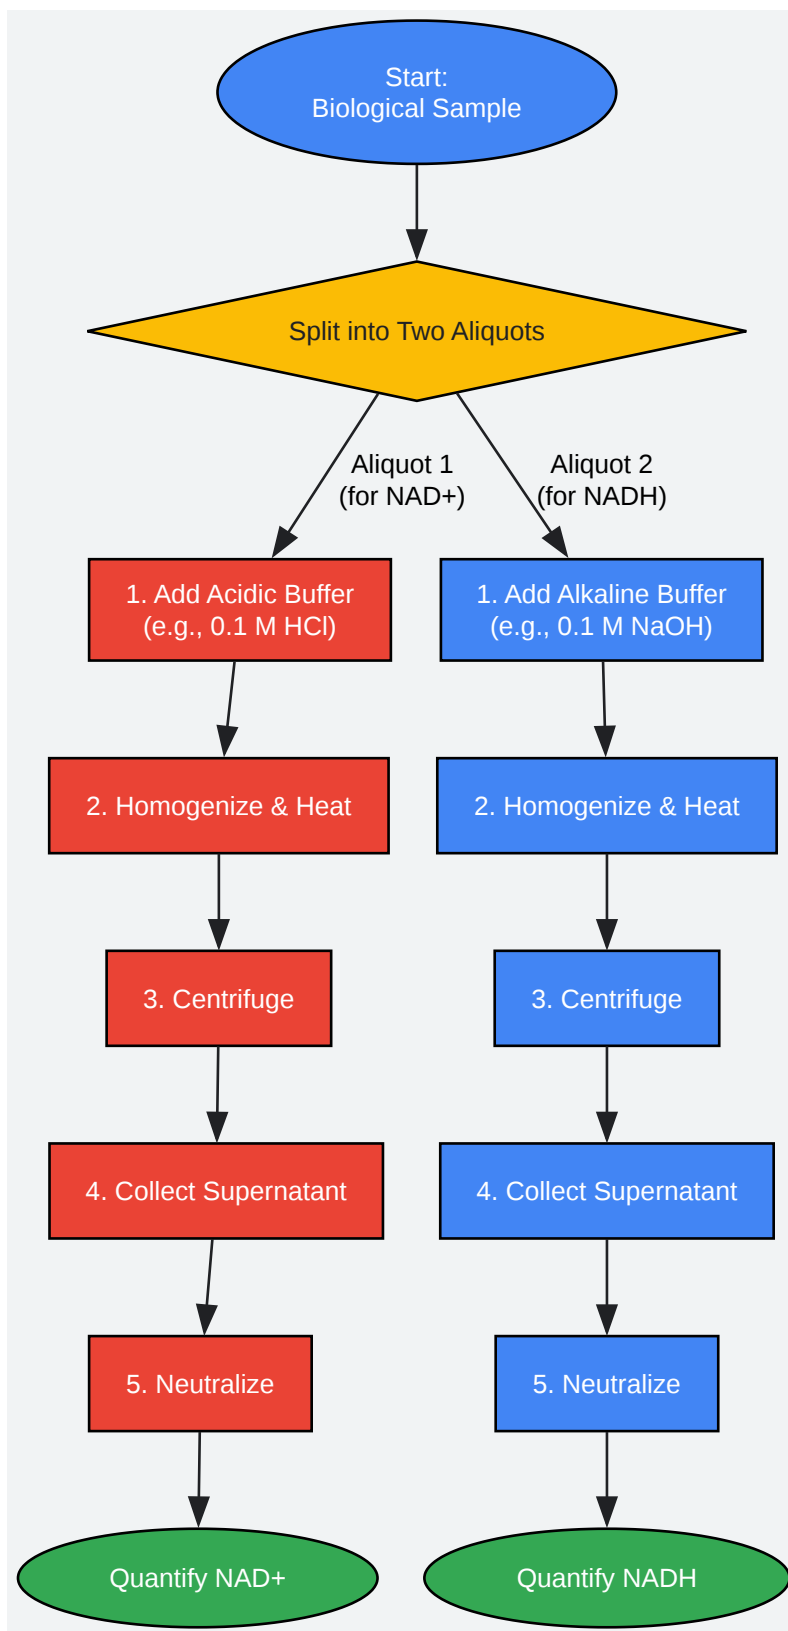 Start:
Biological Sample
Split into Two Aliquots
Aliquot 1
(for NAD+)
Aliquot 2
(for NADH)
1. Add Acidic Buffer
(e.g., 0.1 M HCl)
1. Add Alkaline Buffer
(e.g., 0.1 M NaOH)
2. Homogenize & Heat
2. Homogenize & Heat
3. Centrifuge
3. Centrifuge
4. Collect Supernatant
4. Collect Supernatant
5. Neutralize
5. Neutralize
Quantify NAD+
Quantify NADH